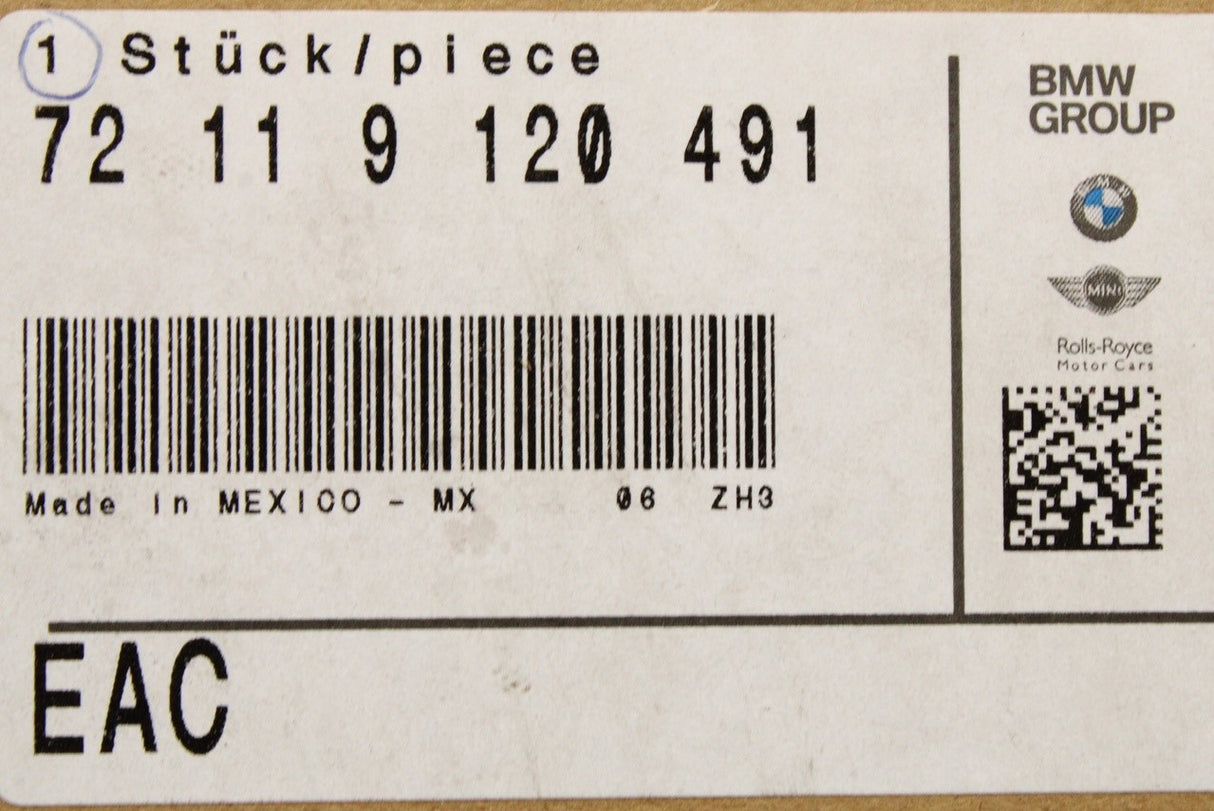 1 Stück/piece
72 11 9 120 491
Made in MEXICO - MX 06 ZH3
EAC
BMW
GROUP
BMW
MINI
Rolls-Royce
Motor Cars